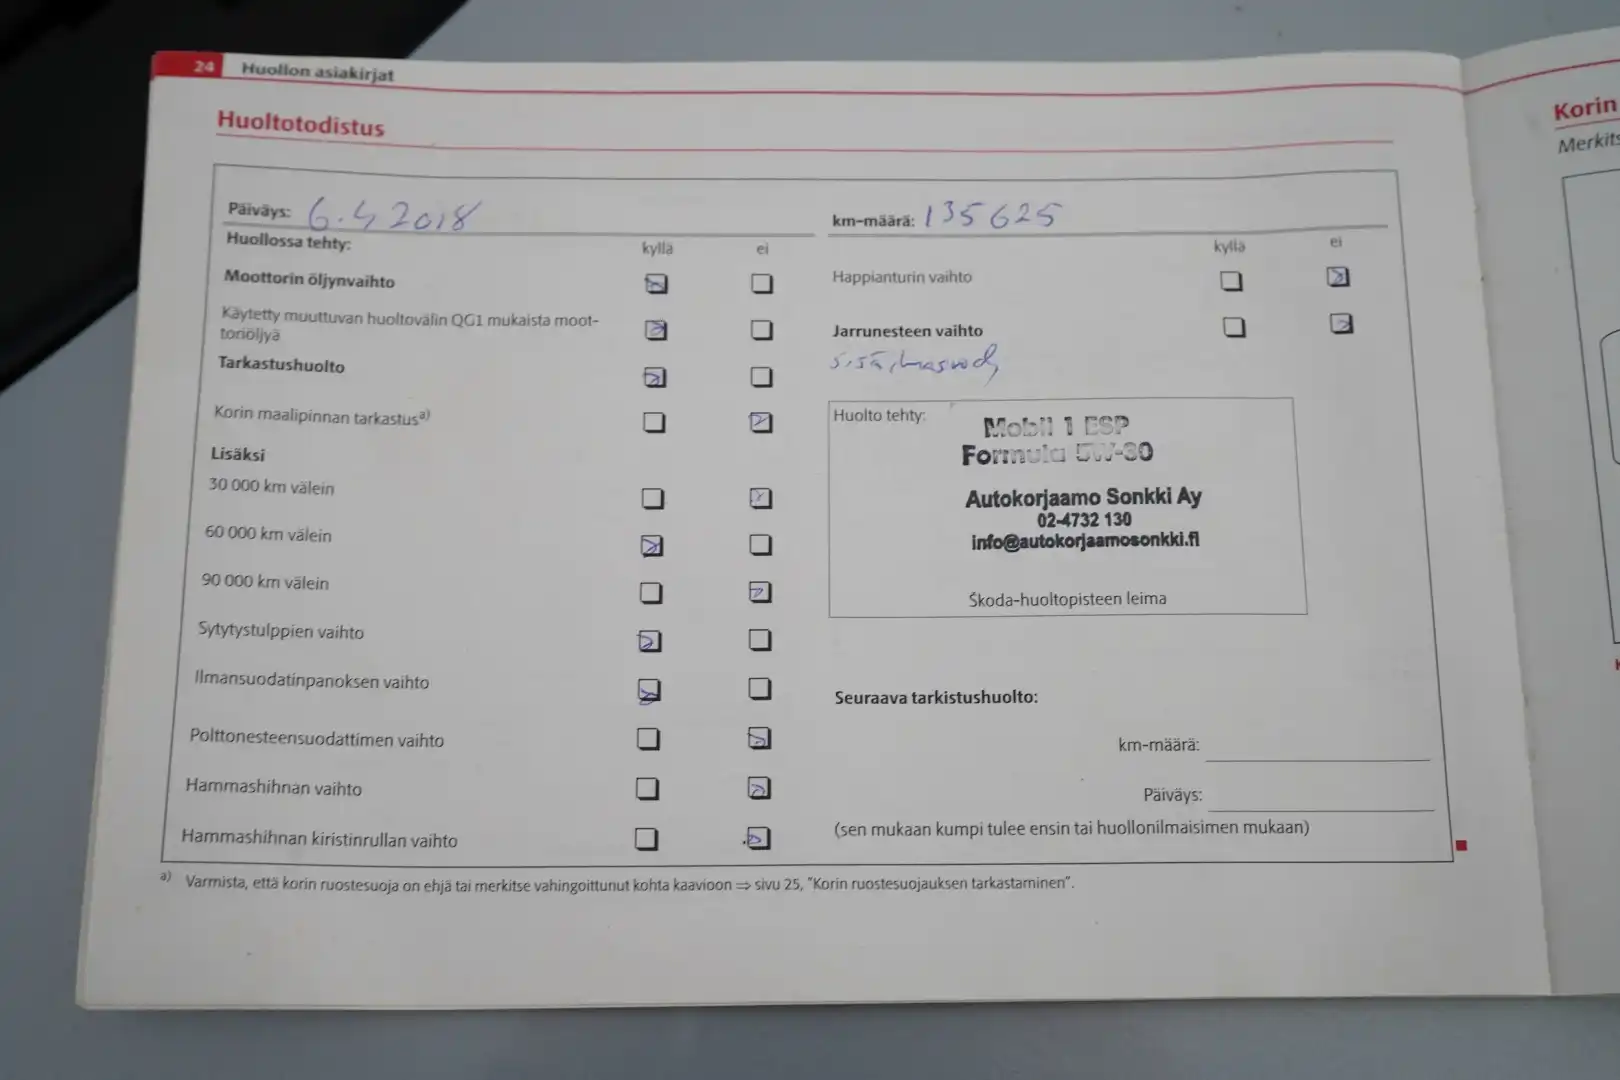 24 Huollon asiakirjat
Huoltotodistus
Päiväys: 6.4 2018
Huollossa tehty: kyllä ei
Moottorin öljynvaihto
Käytetty muuttuvan huoltovälin QG1 mukaista moot-
toriöljyä
Tarkastushuolto
Korin maalipinnan tarkastus a)
Lisäksi
30 000 km välein
60 000 km välein
90 000 km välein
Sytytystulppien vaihto
Ilmansuodatinpanoksen vaihto
Polttonesteensuodattimen vaihto
Hammashihnan vaihto
Hammashihnan kiristinrullan vaihto
km-määrä: 135625
kyllä ei
Happianturin vaihto
Jarrunesteen vaihto
Huolto tehty:
Mobil 1 ESP
Formula 5W-30
Autokorjaamo Sonkki Ay
02-4732 130
info@autokorjaamosonkki.fi
Škoda-huoltopisteen leima
Seuraava tarkistushuolto:
km-määrä:
Päiväys:
(sen mukaan kumpi tulee ensin tai huollonilmaisimen mukaan)
a) Varmista, että korin ruostesuoja on ehjä tai merkitse vahingoittunut kohta kaavioon ⇒ sivu 25, "Korin ruostesuojauksen tarkastaminen".
Korin